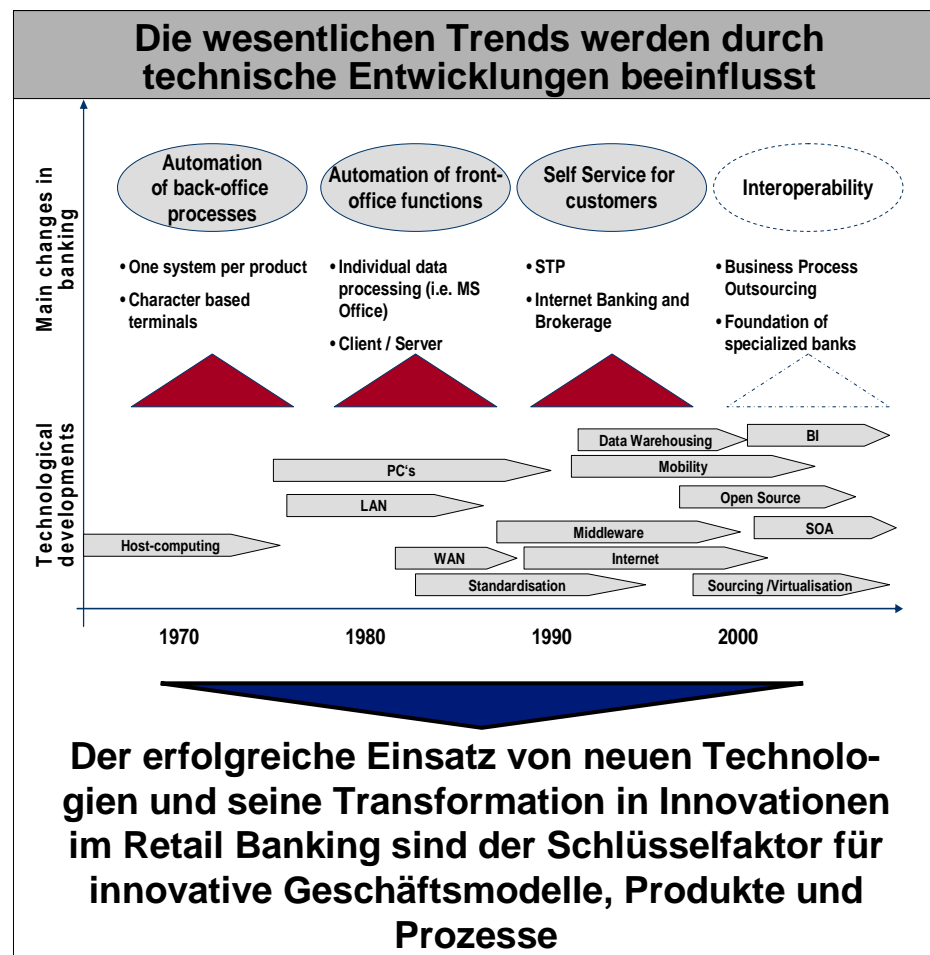 Die wesentlichen Trends werden durch
technische Entwicklungen beeinflusst
Main changes in
banking
Automation
of back-office
processes
Automation of front-
office functions
Self Service for
customers
Interoperability
• One system per product
• Character based
terminals
• Individual data
processing (i.e. MS
Office)
• Client / Server
• STP
• Internet Banking and
Brokerage
• Business Process
Outsourcing
• Foundation of
specialized banks
Technological
developments
Data Warehousing
BI
PC's
Mobility
LAN
Open Source
Middleware
SOA
Host-computing
WAN
Internet
Standardisation
Sourcing /Virtualisation
1970
1980
1990
2000
Der erfolgreiche Einsatz von neuen Technolo-
gien und seine Transformation in Innovationen
im Retail Banking sind der Schlüsselfaktor für
innovative Geschäftsmodelle, Produkte und
Prozesse